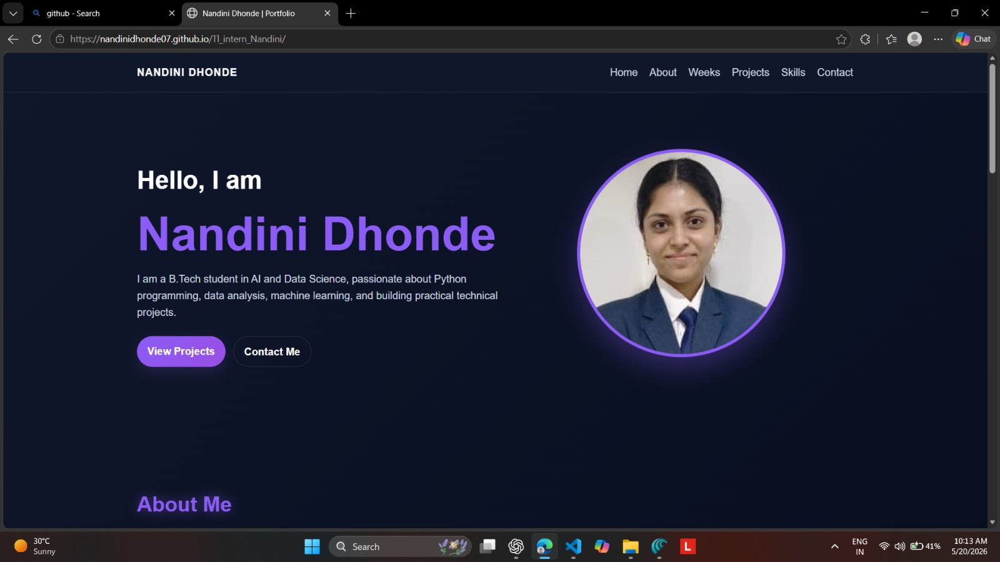 github - Search
Nandini Dhonde | Portfolio
https://nandinidhonde07.github.io/TI_intern_Nandini/
Chat
NANDINI DHONDE
Home About Weeks Projects Skills Contact
Hello, I am
Nandini Dhonde
I am a B.Tech student in AI and Data Science, passionate about Python
programming, data analysis, machine learning, and building practical technical
projects.
View Projects Contact Me
About Me
30°C
Sunny
Search
L
ENG
IN
41%
10:13 AM
5/20/2026